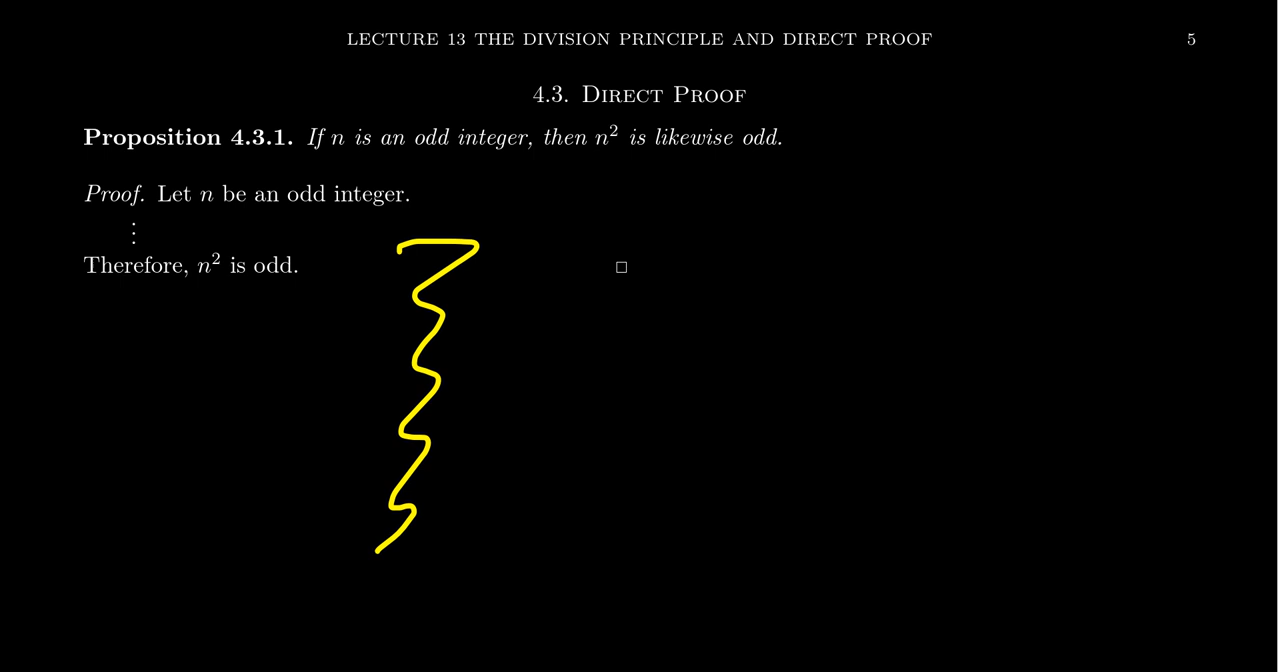 LECTURE 13 THE DIVISION PRINCIPLE AND DIRECT PROOF 5
4.3. DIRECT PROOF
Proposition 4.3.1. If n is an odd integer, then n² is likewise odd.
Proof. Let n be an odd integer.
⋮
Therefore, n² is odd. □